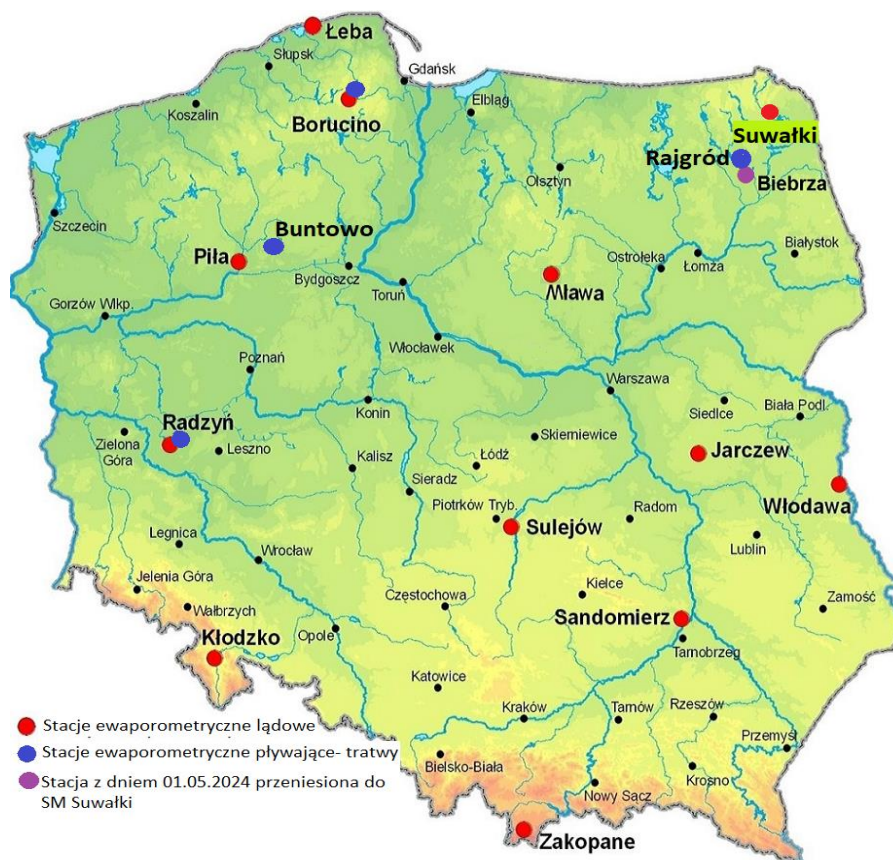 Łeba
Słupsk
Gdańsk
Koszalin
Borucino
Elbląg
Suwałki
Rajgród
Biebrza
Olsztyn
Szczecin
Buntowo
Piła
Bydgoszcz
Ostrołęka
Łomża
Białystok
Toruń
Mława
Gorzów Wlkp.
Włocławek
Poznań
Warszawa
Konin
Siedlce
Biała Podl.
Radzyń
Zielona
Góra
Leszno
Kalisz
Łódź
Skierniewice
Jarczew
Sieradz
Włodawa
Piotrków Tryb.
Sulejów
Radom
Lublin
Legnica
Wrocław
Jelenia Góra
Wałbrzych
Częstochowa
Kielce
Zamość
Sandomierz
Opole
Kłodzko
Tarnobrzeg
Katowice
Kraków
Tarnów
Rzeszów
Przemyśl
Bielsko-Biała
Krosno
Nowy Sacz
Zakopane
Stacje ewaporometryczne lądowe
Stacje ewaporometryczne pływające- tratwy
Stacja z dniem 01.05.2024 przeniesiona do
SM Suwałki